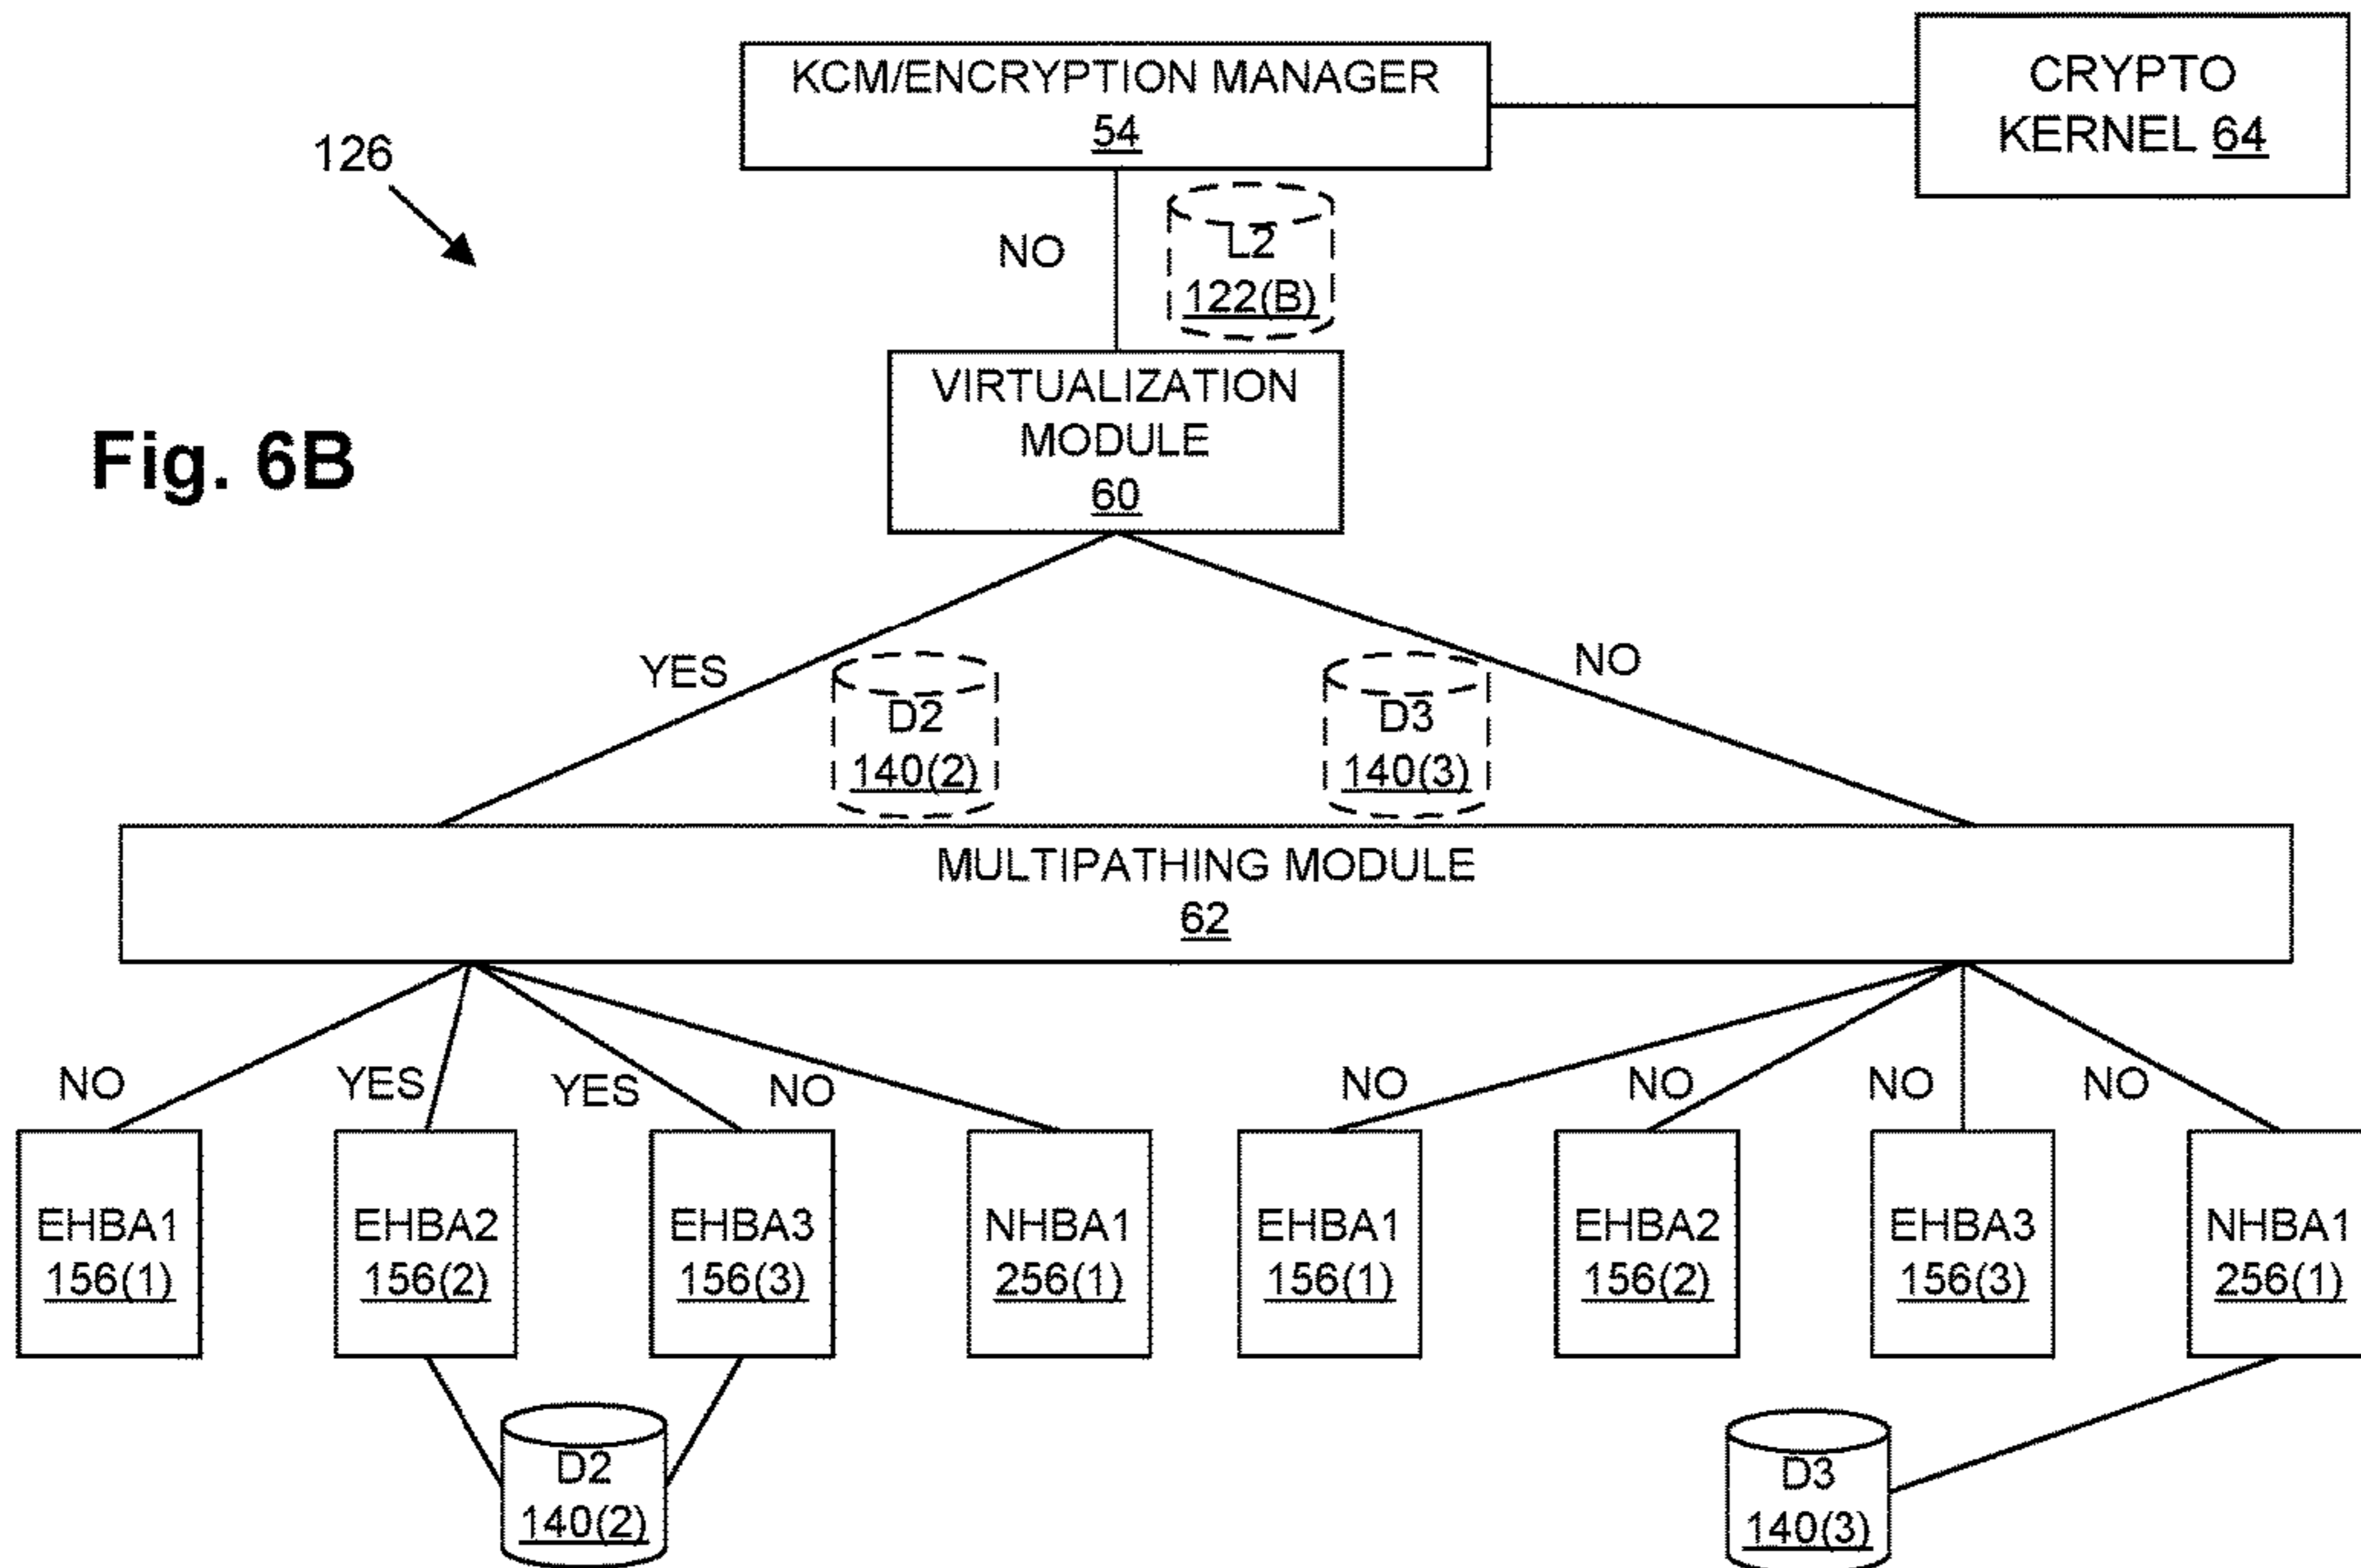 KCM/ENCRYPTION MANAGER
54
CRYPTO
KERNEL 64
126
NO
L2
122(B)
VIRTUALIZATION
MODULE
60
Fig. 6B
YES
D2
140(2)
D3
140(3)
NO
MULTIPATHING MODULE
62
NO
YES
YES
NO
NO
NO
NO
NO
EHBA1
156(1)
EHBA2
156(2)
EHBA3
156(3)
NHBA1
256(1)
EHBA1
156(1)
EHBA2
156(2)
EHBA3
156(3)
NHBA1
256(1)
D2
140(2)
D3
140(3)